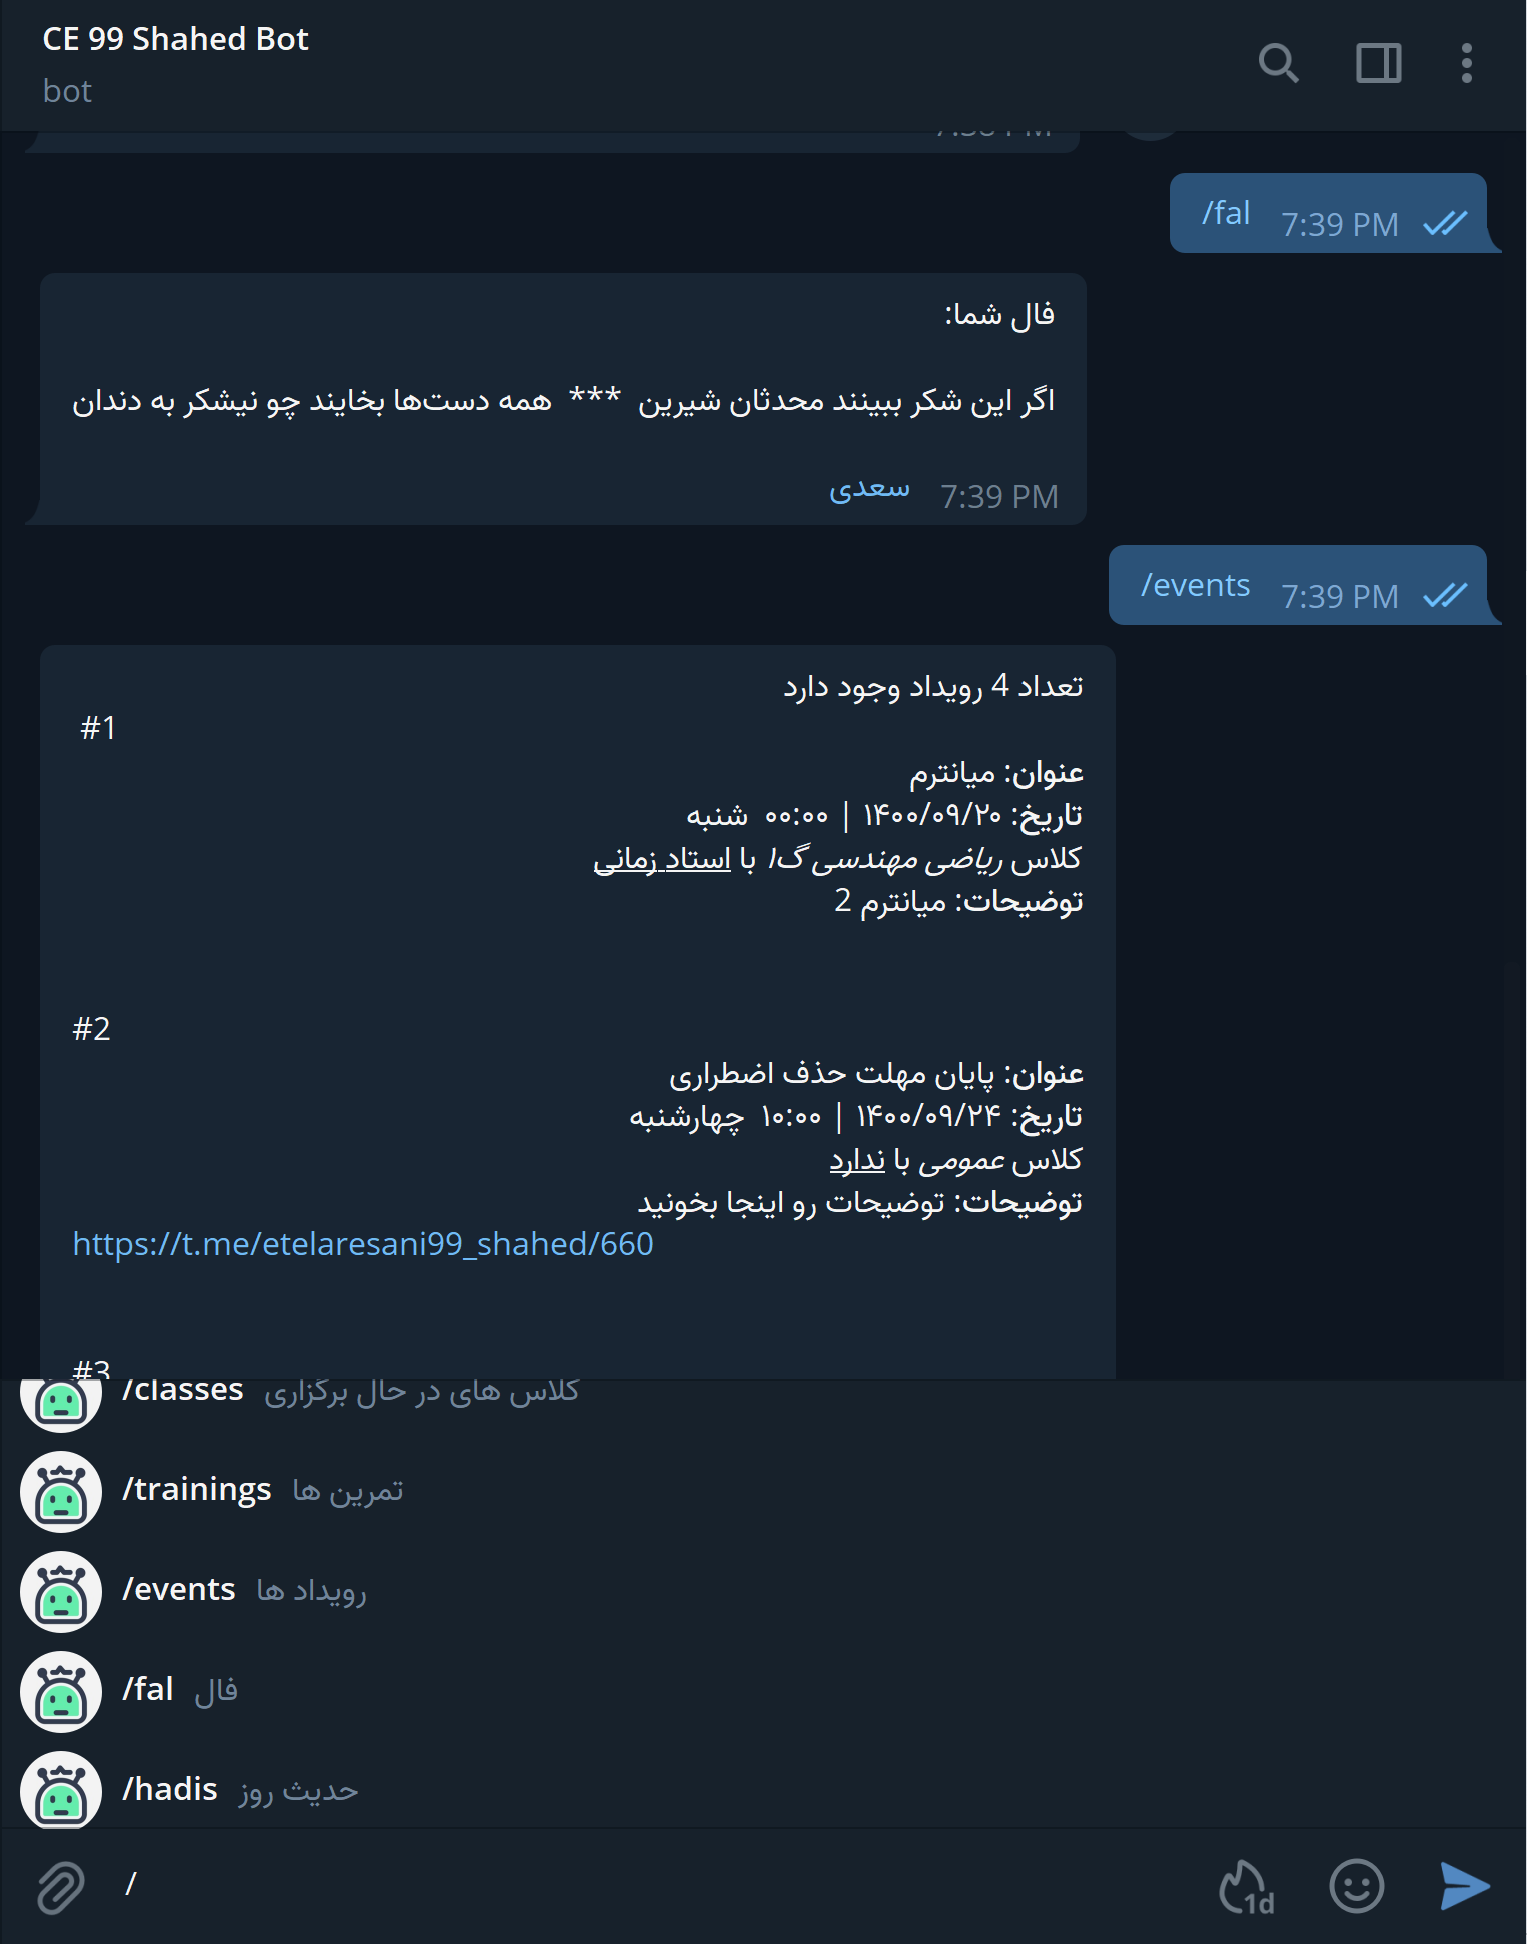 CE 99 Shahed Bot
bot
/fal 7:39 PM
فال شما:
اگر این شکر ببینند محدثان شیرین *** همه دست‌ها بخایند چو نیشکر به دندان
سعدی 7:39 PM
/events 7:39 PM
تعداد 4 رویداد وجود دارد
#1
عنوان: میانترم
تاریخ: ۱۴۰۰/۰۹/۲۰ | ۰۰:۰۰ شنبه
کلاس ریاضی مهندسی گ۱ با استاد زمانی
توضیحات: میانترم 2
#2
عنوان: پایان مهلت حذف اضطراری
تاریخ: ۱۴۰۰/۰۹/۲۴ | ۱۰:۰۰ چهارشنبه
کلاس عمومی با ندارد
توضیحات: توضیحات رو اینجا بخونید
https://t.me/etelaresani99_shahed/660
#3
/classes کلاس های در حال برگزاری
/trainings تمرین ها
/events رویداد ها
/fal فال
/hadis حدیث روز
/
1d